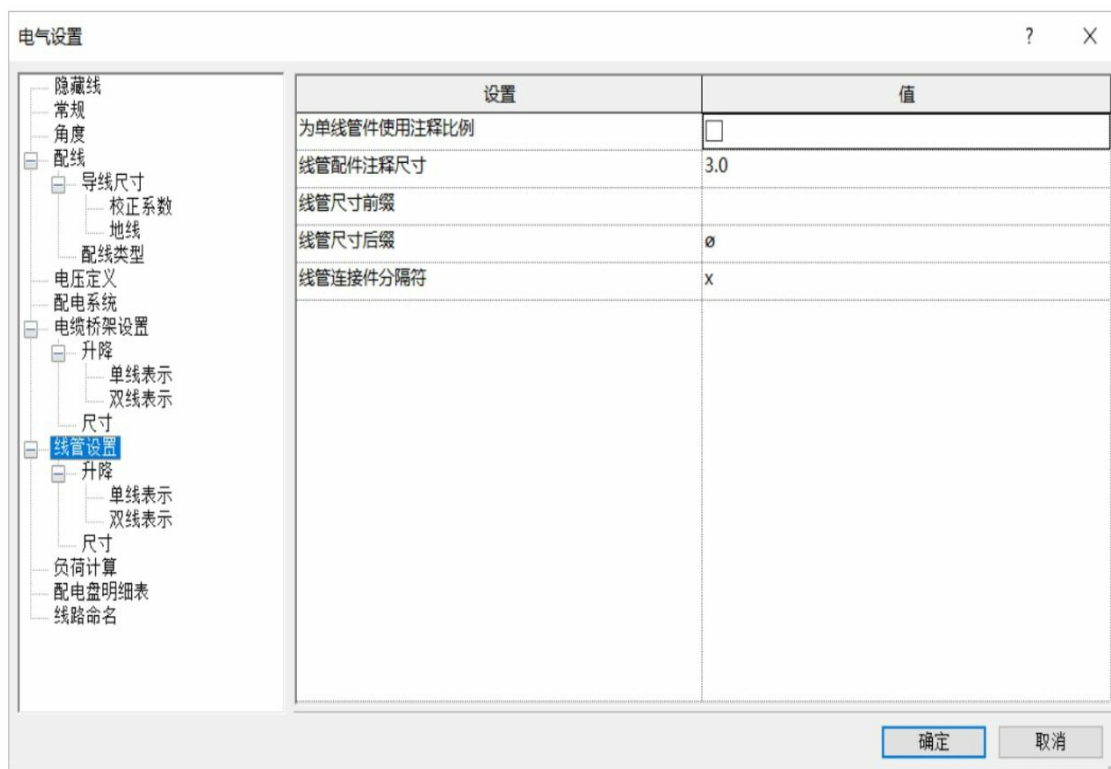 电气设置
?
隐藏线
常规
角度
配线
导线尺寸
校正系数
地线
配线类型
电压定义
配电系统
电缆桥架设置
升降
单线表示
双线表示
尺寸
线管设置
升降
单线表示
双线表示
尺寸
负荷计算
配电盘明细表
线路命名
设置 值
为单线管件使用注释比例
线管配件注释尺寸 3.0
线管尺寸前缀
线管尺寸后缀 ø
线管连接件分隔符 x
确定 取消